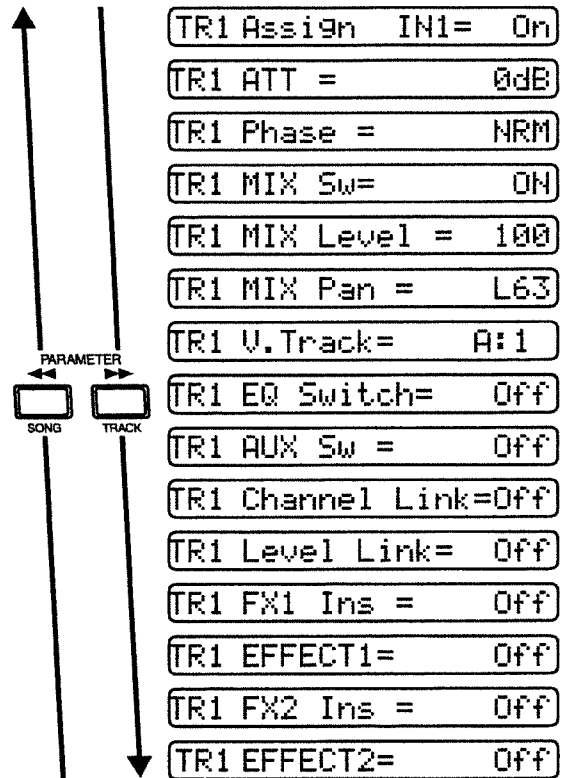 TR1 Assign IN1= On
TR1 ATT = 0dB
TR1 Phase = NRM
TR1 MIX Sw= ON
TR1 MIX Level = 100
TR1 MIX Pan = L63
TR1 V.Track= A:1
PARAMETER
TR1 EQ Switch= Off
SONG TRACK
TR1 AUX Sw = Off
TR1 Channel Link=Off
TR1 Level Link= Off
TR1 FX1 Ins = Off
TR1 EFFECT1= Off
TR1 FX2 Ins = Off
TR1 EFFECT2= Off